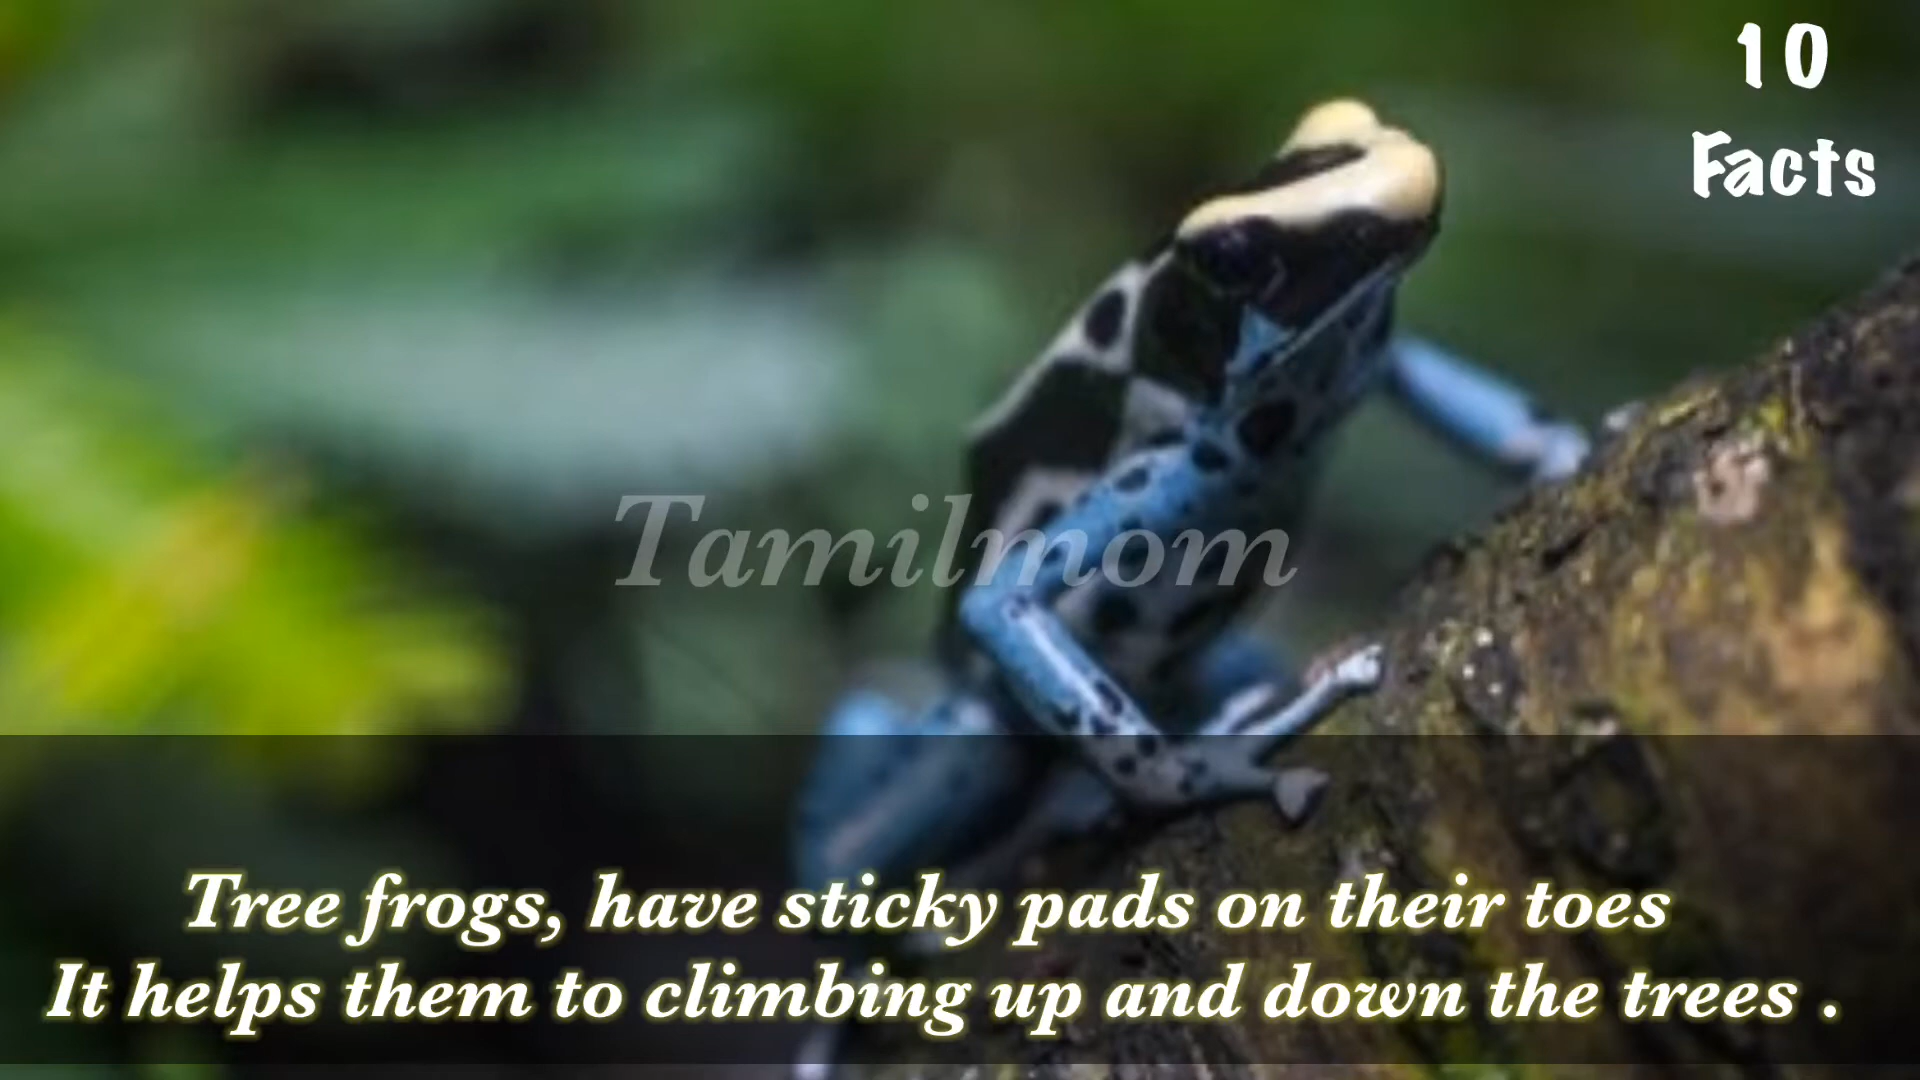 10
Facts
Tamilmom
Tree frogs, have sticky pads on their toes
It helps them to climbing up and down the trees .